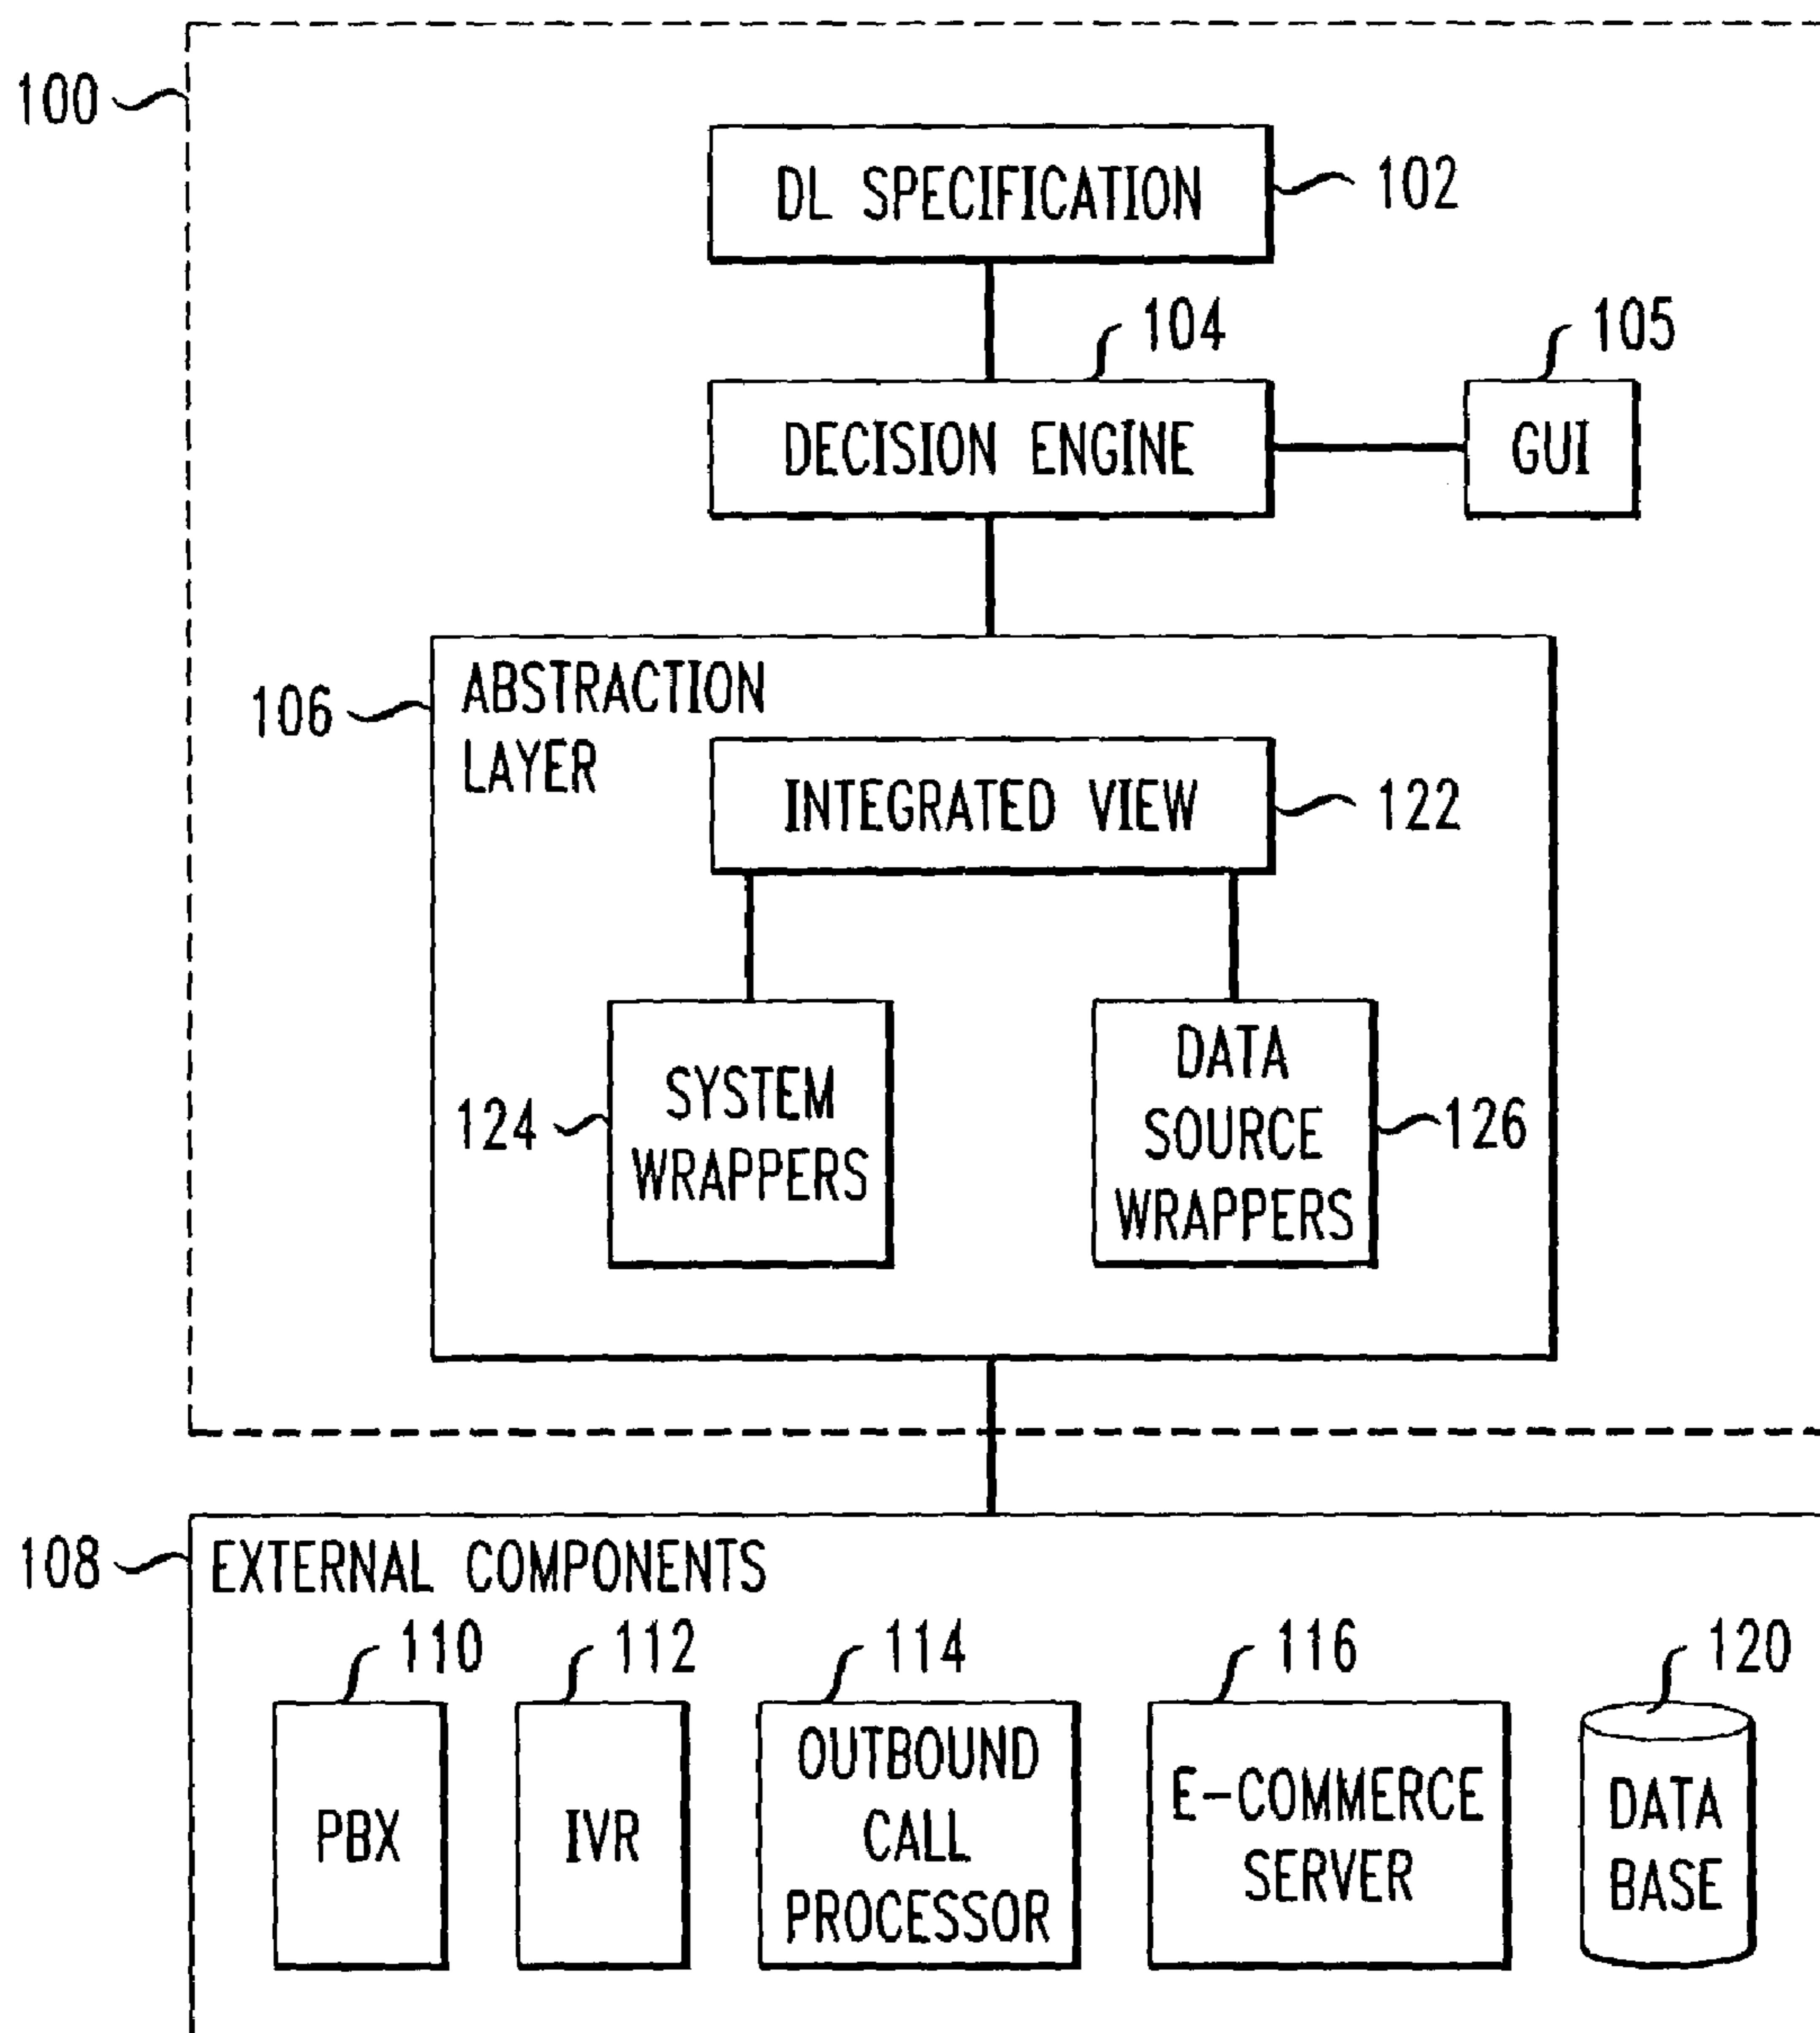 100
DL SPECIFICATION
102
104
105
DECISION ENGINE
GUI
106
ABSTRACTION
LAYER
INTEGRATED VIEW
122
124
SYSTEM
WRAPPERS
DATA
SOURCE
WRAPPERS
126
108
EXTERNAL COMPONENTS
110
112
114
116
120
PBX
IVR
OUTBOUND
CALL
PROCESSOR
E-COMMERCE
SERVER
DATA
BASE